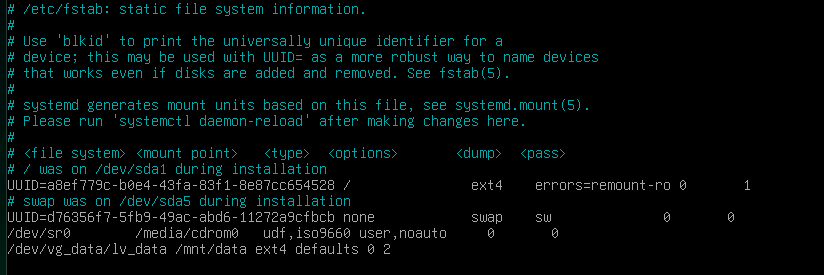 # /etc/fstab: static file system information.
#
# Use 'blkid' to print the universally unique identifier for a
# device; this may be used with UUID= as a more robust way to name devices
# that works even if disks are added and removed. See fstab(5).
#
# systemd generates mount units based on this file, see systemd.mount(5).
# Please run 'systemctl daemon-reload' after making changes here.
#
# <file system> <mount point>   <type>  <options>       <dump>  <pass>
# / was on /dev/sda1 during installation
UUID=a8ef779c-b0e4-43fa-83f1-8e87cc654528 /               ext4    errors=remount-ro 0       1
# swap was on /dev/sda5 during installation
UUID=d76356f7-5fb9-49ac-abd6-11272a9cfbcb none            swap    sw              0       0
/dev/sr0        /media/cdrom0   udf,iso9660 user,noauto     0       0
/dev/vg_data/lv_data /mnt/data ext4 defaults 0 2